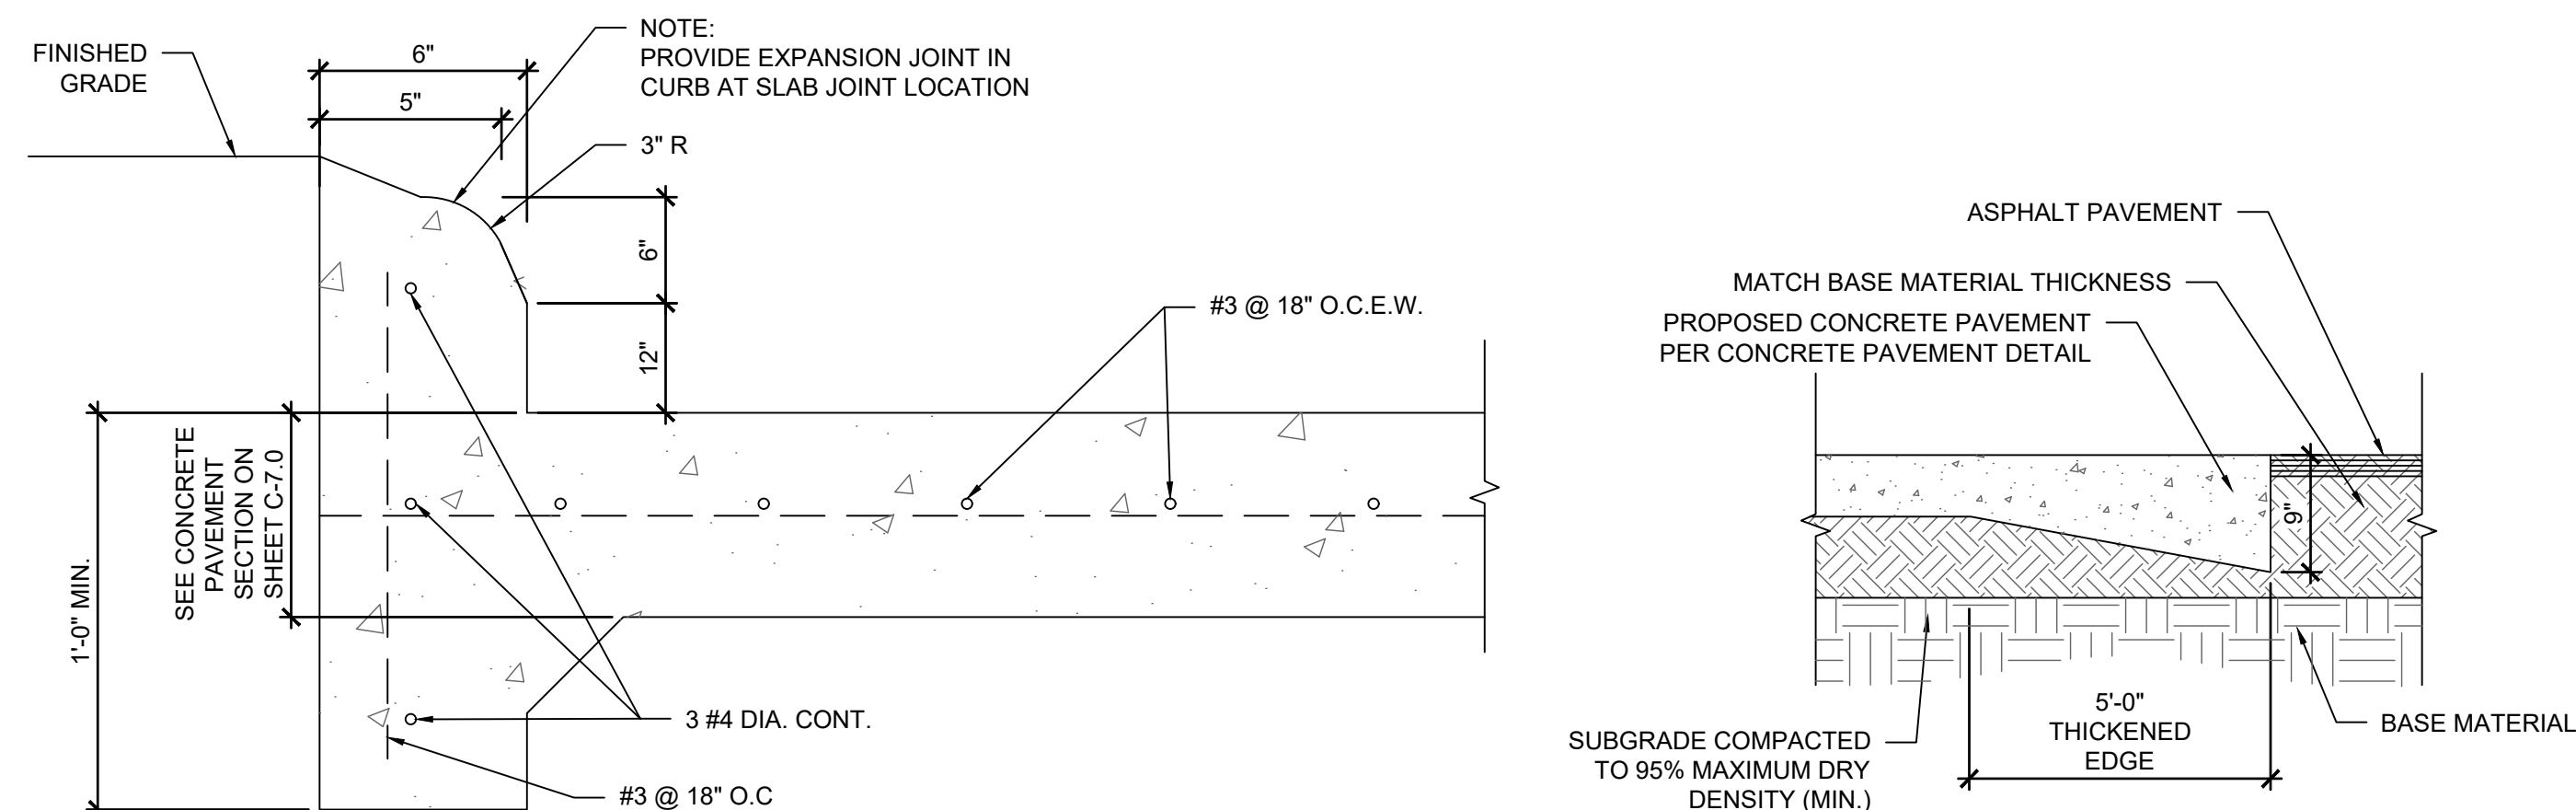 FINISHED
GRADE
6"
5"
NOTE:
PROVIDE EXPANSION JOINT IN
CURB AT SLAB JOINT LOCATION
3" R
6"
12"
#3 @ 18" O.C.E.W.
1'-0" MIN.
SEE CONCRETE
PAVEMENT
SECTION ON
SHEET C-7.0
3 #4 DIA. CONT.
#3 @ 18" O.C
ASPHALT PAVEMENT
MATCH BASE MATERIAL THICKNESS
PROPOSED CONCRETE PAVEMENT
PER CONCRETE PAVEMENT DETAIL
9"
5'-0"
THICKENED
EDGE
BASE MATERIAL
SUBGRADE COMPACTED
TO 95% MAXIMUM DRY
DENSITY (MIN.)